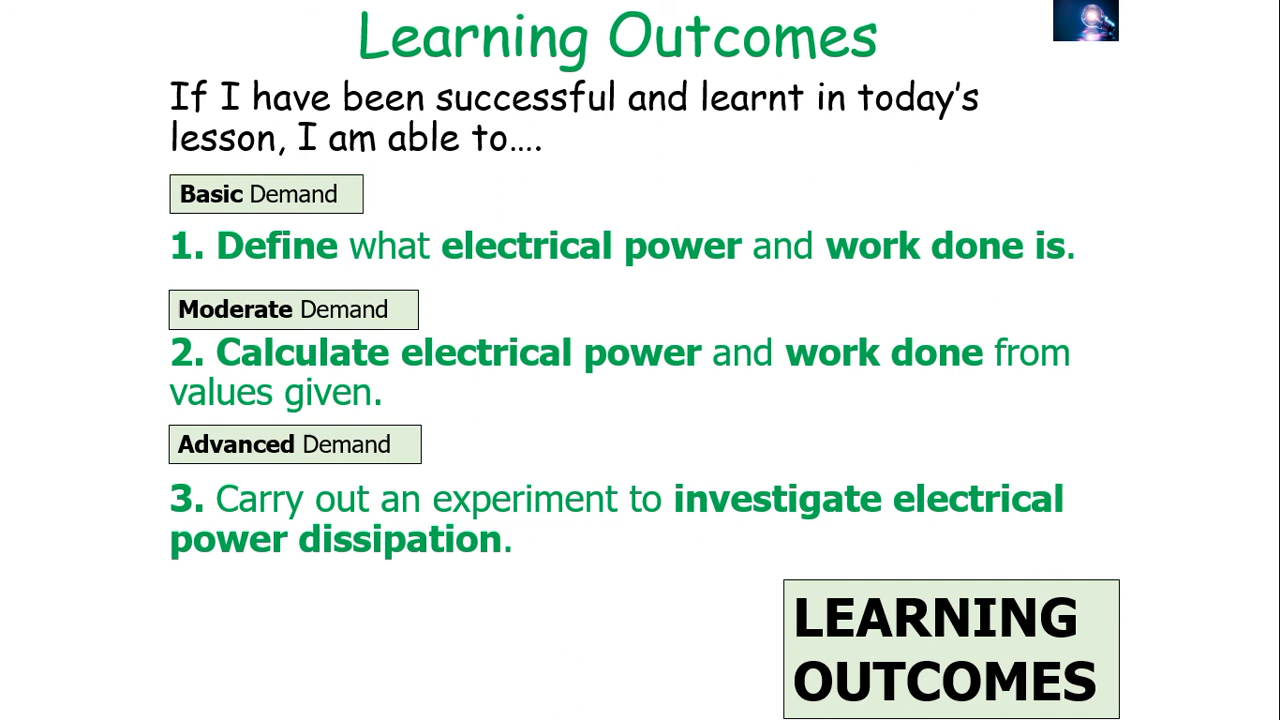 Learning Outcomes
If I have been successful and learnt in today's
lesson, I am able to....
Basic Demand
1. Define what electrical power and work done is.
Moderate Demand
2. Calculate electrical power and work done from
values given.
Advanced Demand
3. Carry out an experiment to investigate electrical
power dissipation.
LEARNING
OUTCOMES